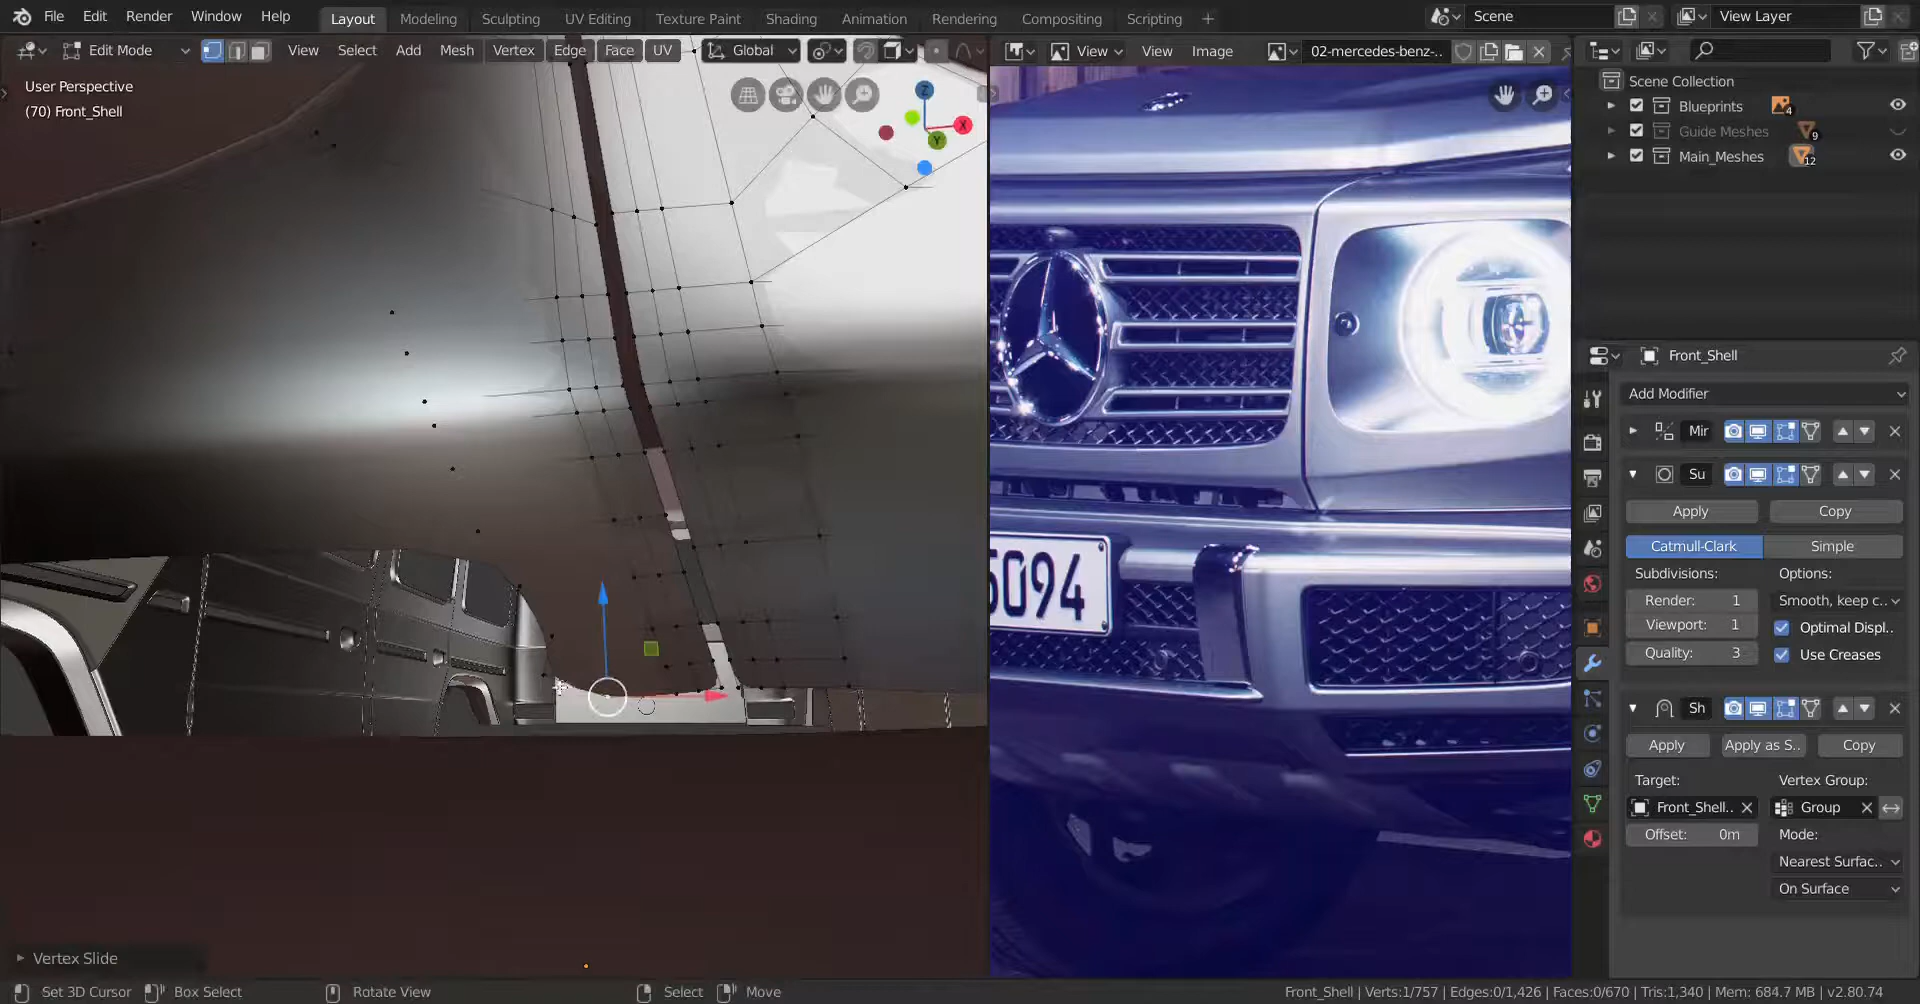 File Edit Render Window Help Layout Modeling Sculpting UV Editing Texture Paint Shading Animation Rendering Compositing Scripting + Scene View Layer
Edit Mode View Select Add Mesh Vertex Edge Face UV Global View View Image 02-mercedes-benz-..
User Perspective
(70) Front_Shell
X
Y
Z
Scene Collection
Blueprints 4
Guide Meshes 9
Main_Meshes 12
Front_Shell
Add Modifier
Mir
Su
Apply Copy
Catmull-Clark Simple
Subdivisions: Options:
Render: 1 Smooth, keep c..
Viewport: 1 Optimal Displ..
Quality: 3 Use Creases
Sh
Apply Apply as S.. Copy
Target: Vertex Group:
Front_Shell.. Group
Offset: 0m Mode:
Nearest Surfac..
On Surface
5094
Vertex Slide
Set 3D Cursor Box Select Rotate View Select Move Front_Shell | Verts:1/757 | Edges:0/1,426 | Faces:0/670 | Tris:1,340 | Mem: 684.7 MB | v2.80.74